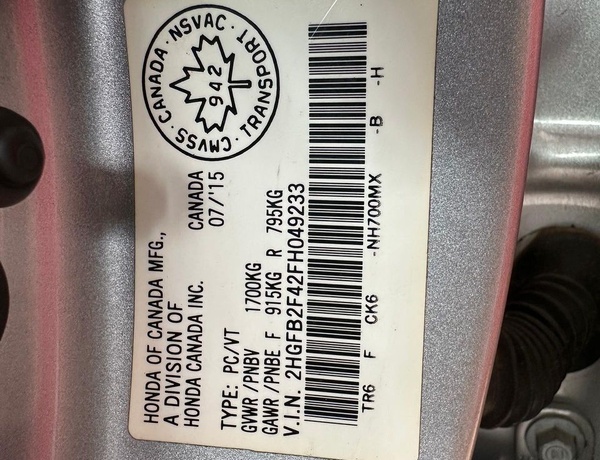 HONDA OF CANADA MFG.,
A DIVISION OF
HONDA CANADA INC.
CANADA
07/'15
CMVSS · CANADA · NSVAC · TRANSPORT ·
942
TYPE: PC/VT
GVWR /PNBV 1700KG
GAWR /PNBE F 915KG R 795KG
V.I.N. 2HGFB2F42FH049233
TR6 F CK6 -NH700MX -B -H